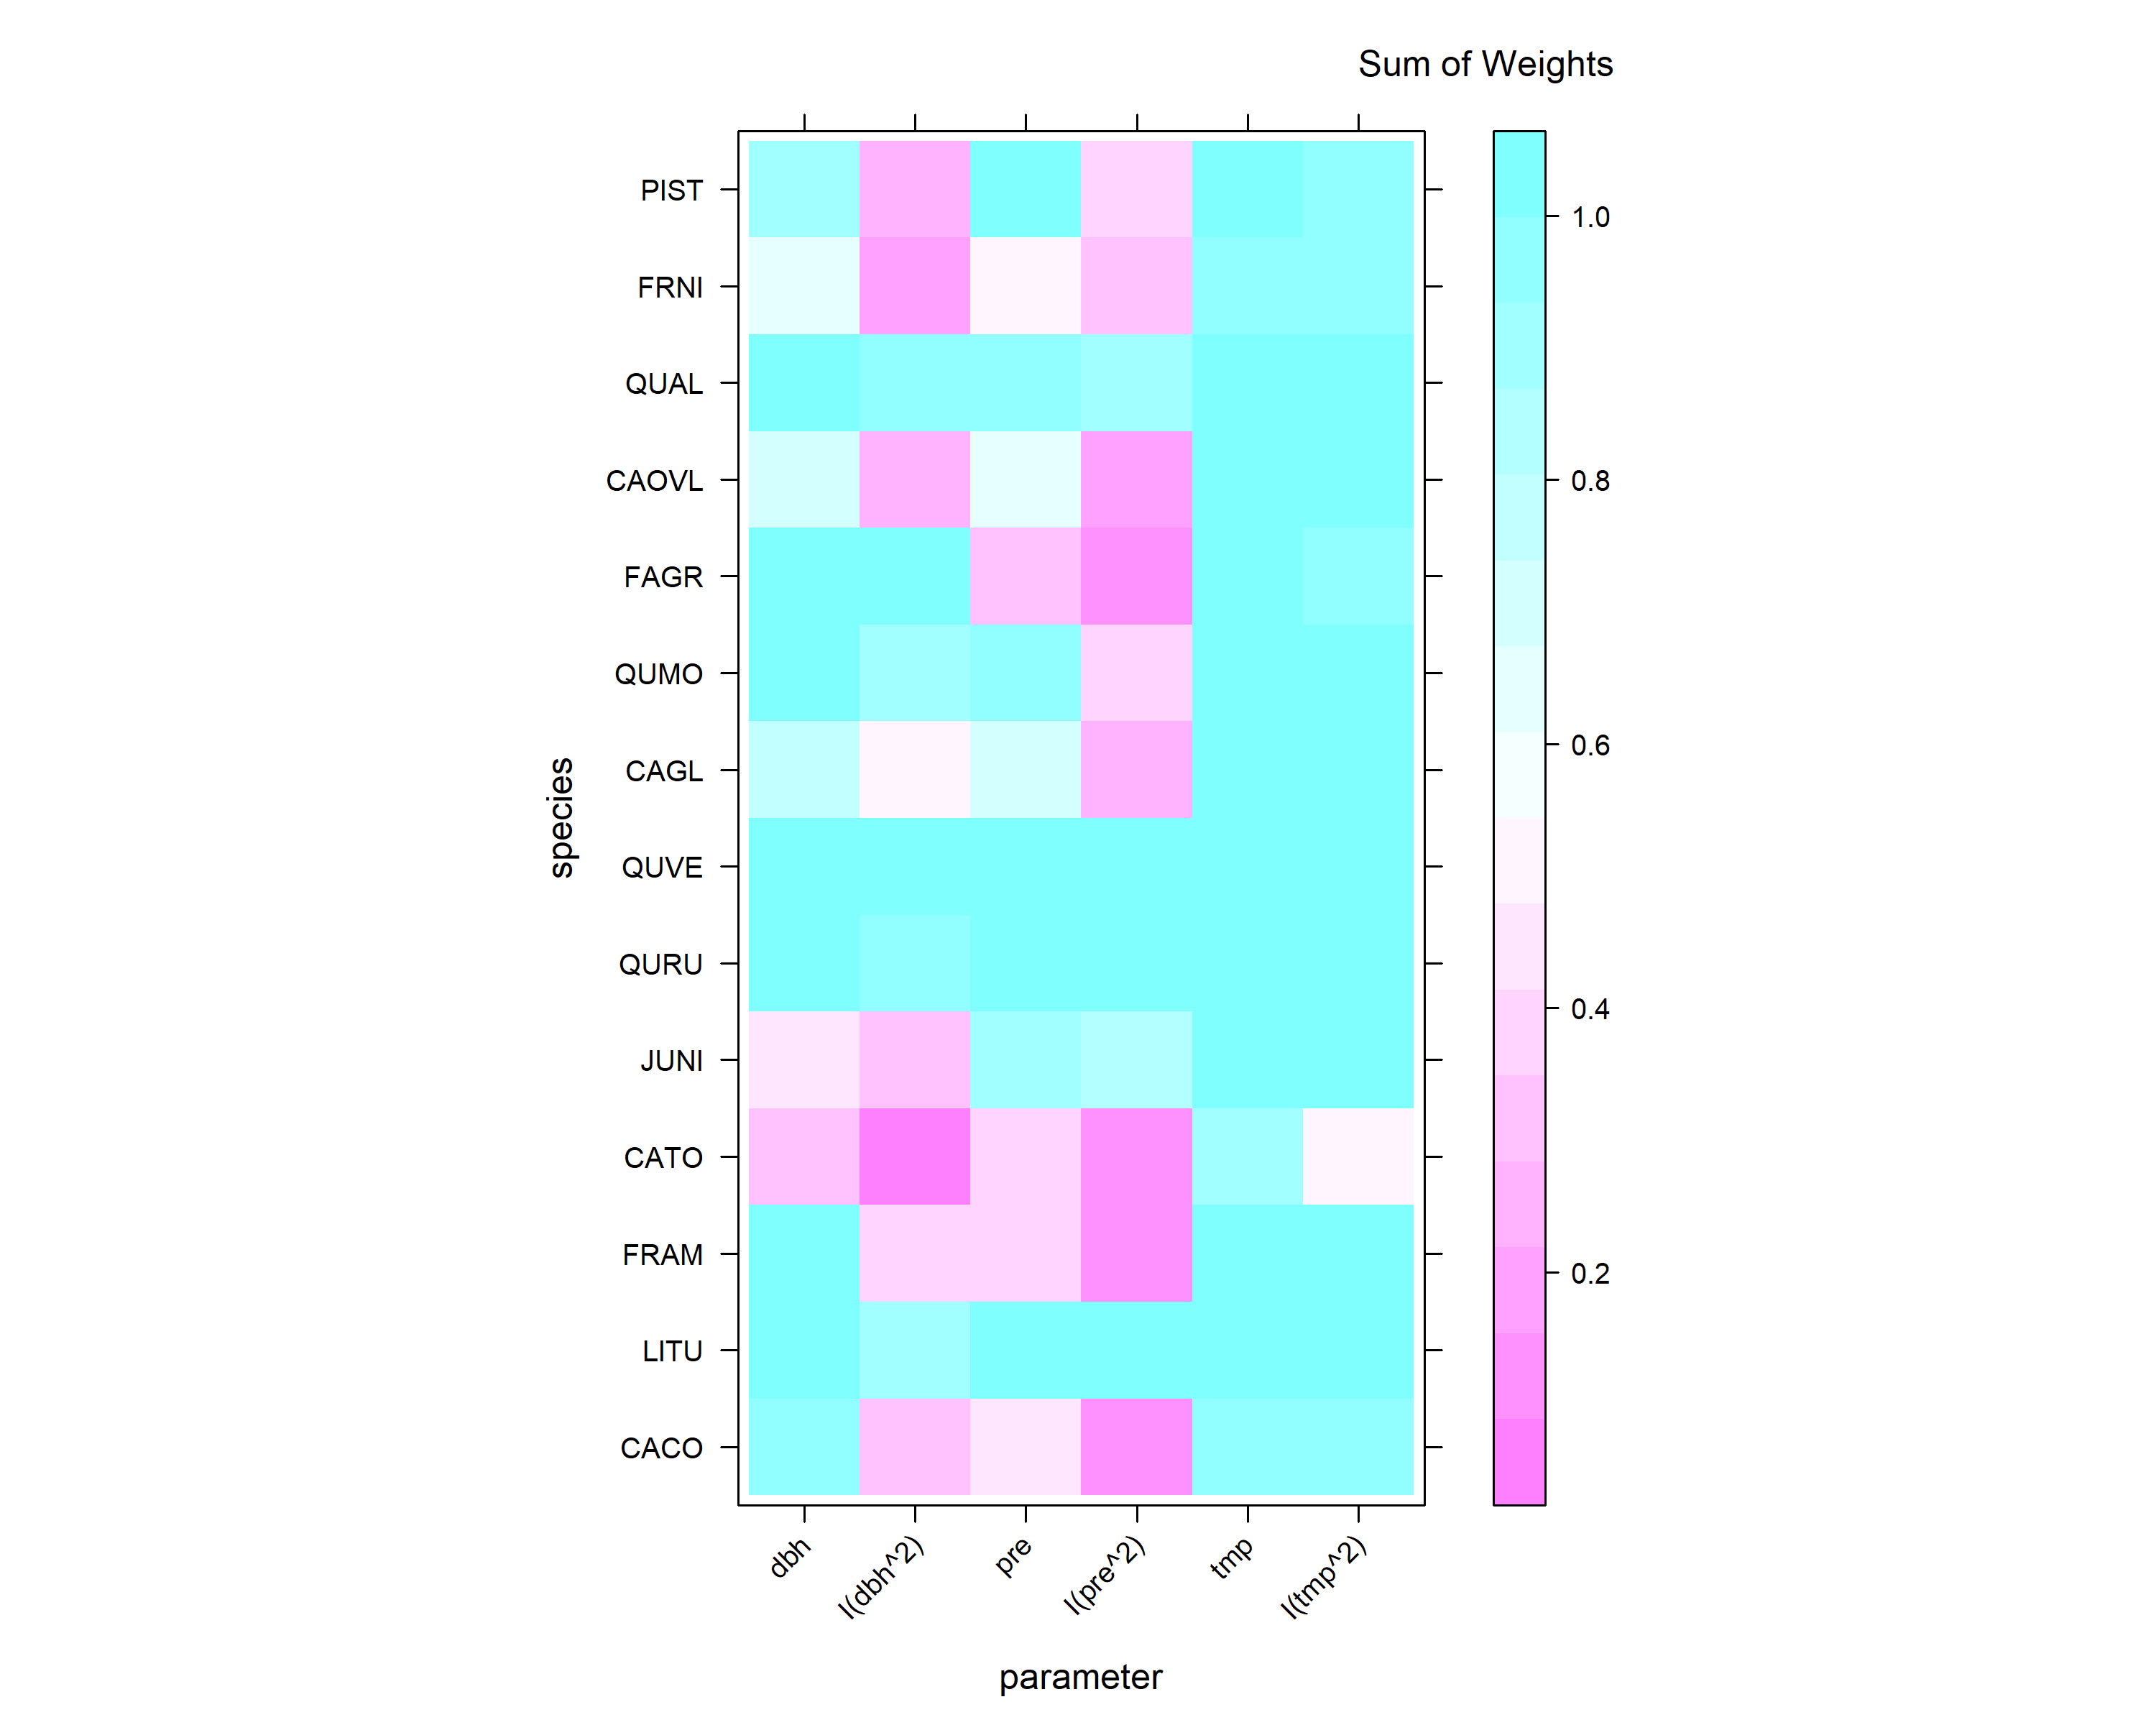 Sum of Weights
PIST
FRNI
QUAL
CAOVL
FAGR
QUMO
CAGL
QUVE
QURU
JUNI
CATO
FRAM
LITU
CACO
species
1.0
0.8
0.6
0.4
0.2
dbh
I(dbh^2)
pre
I(pre^2)
tmp
I(tmp^2)
parameter